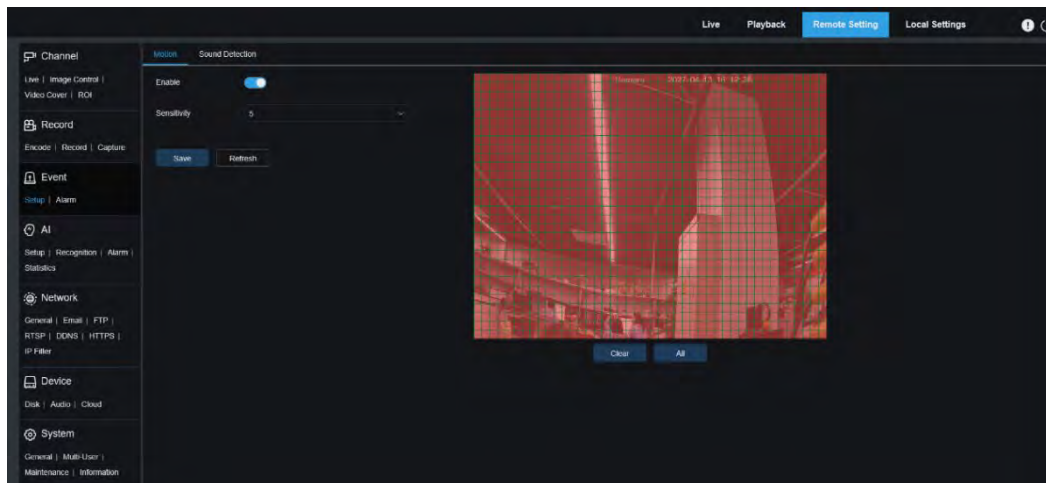 Live Playback Remote Setting Local Settings
Channel
Live | Image Control |
Video Cover | ROI
Record
Encode | Record | Capture
Event
Setup | Alarm
AI
Setup | Recognition | Alarm |
Statistics
Network
General | Email | FTP |
RTSP | DDNS | HTTPS |
IP Filter
Device
Disk | Audio | Cloud
System
General | Multi-User |
Maintenance | Information
Motion Sound Detection
Enable
Sensitivity 5
Save Refresh
Clear All